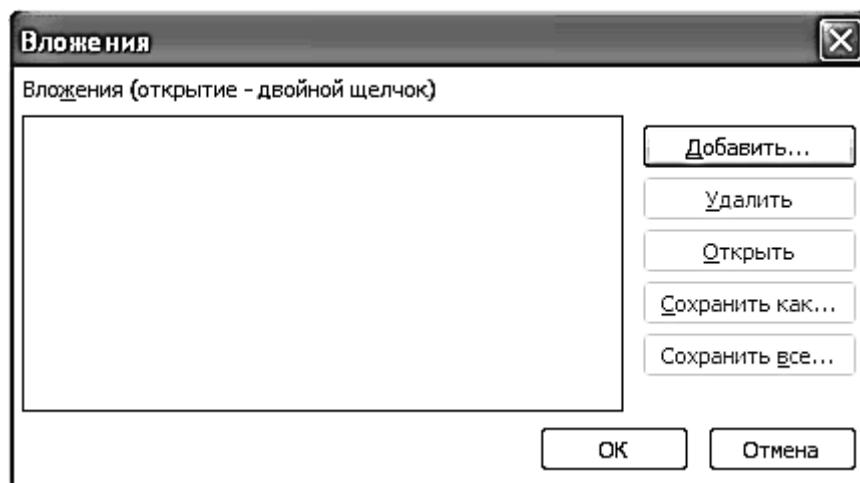 Вложения
Вложения (открытие - двойной щелчок)
Добавить...
Удалить
Открыть
Сохранить как...
Сохранить все...
ОК
Отмена